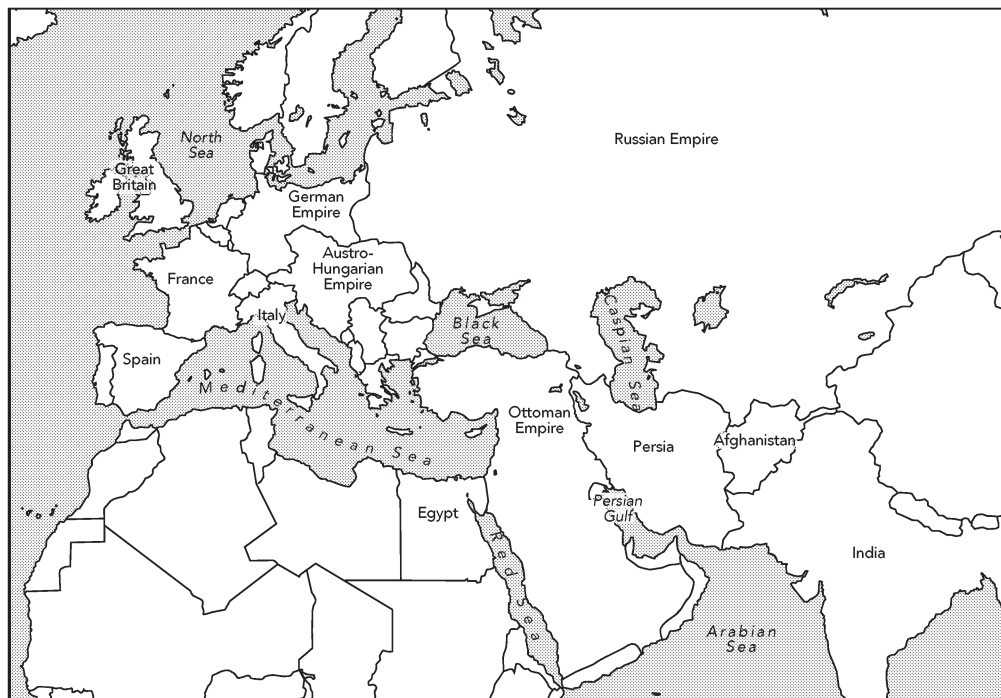 North
Sea
Russian Empire
Great
Britain
German
Empire
Austro-
Hungarian
Empire
France
Italy
Black
Sea
Caspian Sea
Spain
Mediterranean Sea
Ottoman
Empire
Persia
Afghanistan
Persian
Gulf
Egypt
Red Sea
India
Arabian
Sea